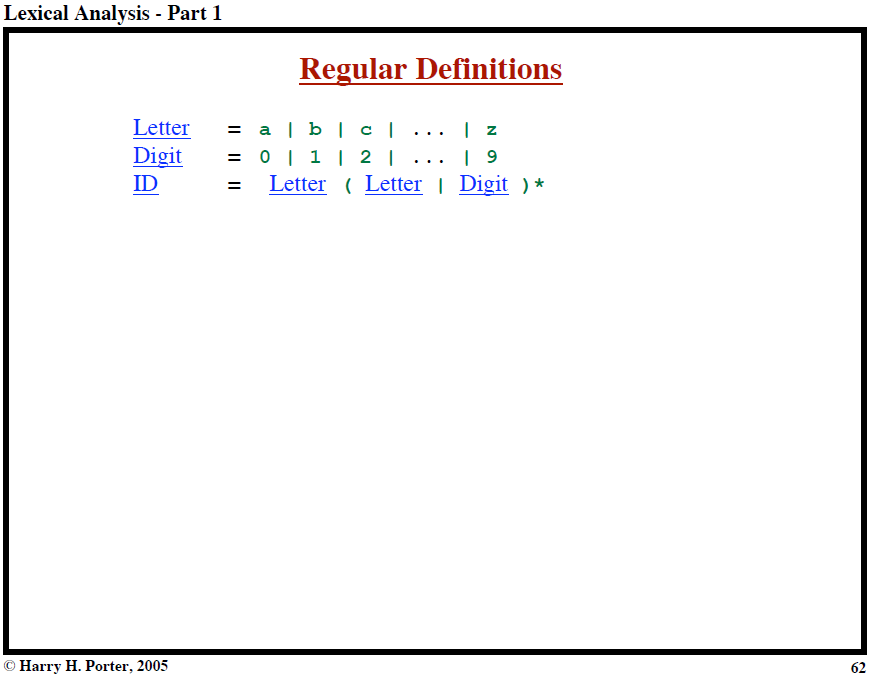 Lexical Analysis - Part 1
Regular Definitions
Letter = a | b | c | ... | z
Digit = 0 | 1 | 2 | ... | 9
ID = Letter ( Letter | Digit )*
© Harry H. Porter, 2005
62